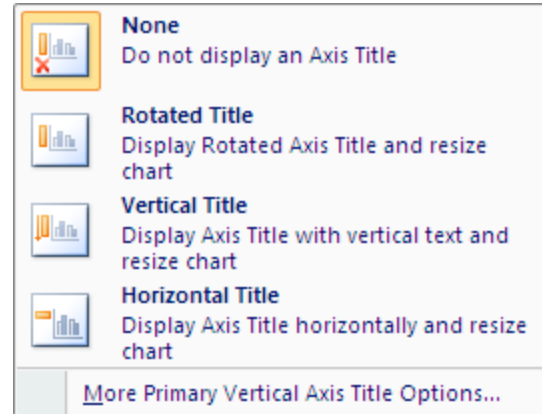 None
Do not display an Axis Title
Rotated Title
Display Rotated Axis Title and resize
chart
Vertical Title
Display Axis Title with vertical text and
resize chart
Horizontal Title
Display Axis Title horizontally and resize
chart
More Primary Vertical Axis Title Options...